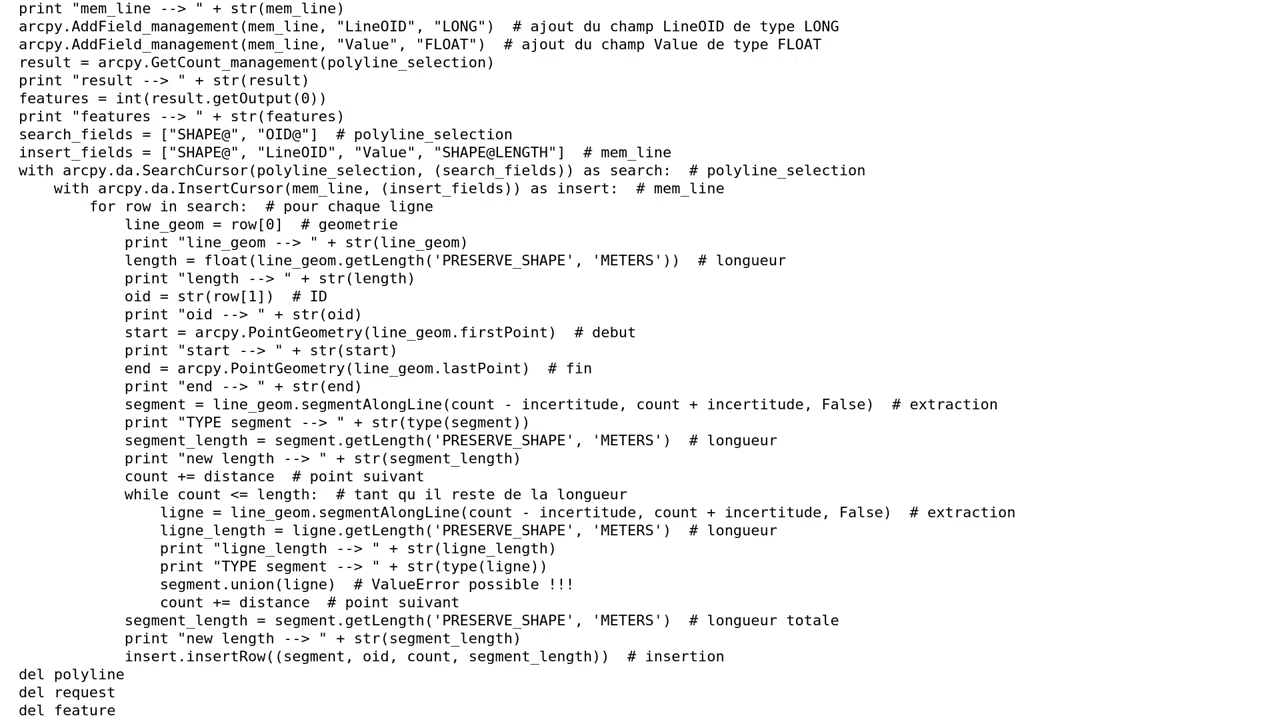 print "mem_line --> " + str(mem_line)
arcpy.AddField_management(mem_line, "LineOID", "LONG")  # ajout du champ LineOID de type LONG
arcpy.AddField_management(mem_line, "Value", "FLOAT")  # ajout du champ Value de type FLOAT
result = arcpy.GetCount_management(polyline_selection)
print "result --> " + str(result)
features = int(result.getOutput(0))
print "features --> " + str(features)
search_fields = ["SHAPE@", "OID@"]  # polyline_selection
insert_fields = ["SHAPE@", "LineOID", "Value", "SHAPE@LENGTH"]  # mem_line
with arcpy.da.SearchCursor(polyline_selection, (search_fields)) as search:  # polyline_selection
    with arcpy.da.InsertCursor(mem_line, (insert_fields)) as insert:  # mem_line
        for row in search:  # pour chaque ligne
            line_geom = row[0]  # geometrie
            print "line_geom --> " + str(line_geom)
            length = float(line_geom.getLength('PRESERVE_SHAPE', 'METERS'))  # longueur
            print "length --> " + str(length)
            oid = str(row[1])  # ID
            print "oid --> " + str(oid)
            start = arcpy.PointGeometry(line_geom.firstPoint)  # debut
            print "start --> " + str(start)
            end = arcpy.PointGeometry(line_geom.lastPoint)  # fin
            print "end --> " + str(end)
            segment = line_geom.segmentAlongLine(count - incertitude, count + incertitude, False)  # extraction
            print "TYPE segment --> " + str(type(segment))
            segment_length = segment.getLength('PRESERVE_SHAPE', 'METERS')  # longueur
            print "new length --> " + str(segment_length)
            count += distance  # point suivant
            while count <= length:  # tant qu il reste de la longueur
                ligne = line_geom.segmentAlongLine(count - incertitude, count + incertitude, False)  # extraction
                ligne_length = ligne.getLength('PRESERVE_SHAPE', 'METERS')  # longueur
                print "ligne_length --> " + str(ligne_length)
                print "TYPE segment --> " + str(type(ligne))
                segment.union(ligne)  # ValueError possible !!!
                count += distance  # point suivant
            segment_length = segment.getLength('PRESERVE_SHAPE', 'METERS')  # longueur totale
            print "new length --> " + str(segment_length)
            insert.insertRow((segment, oid, count, segment_length))  # insertion
del polyline
del request
del feature